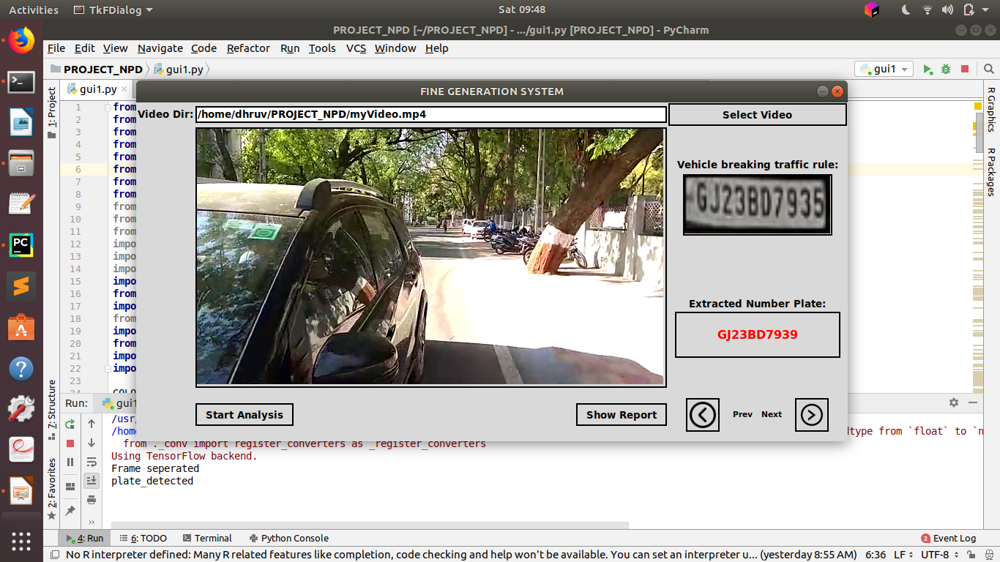 Activities
TkFDialog
Sat 09:48
PROJECT_NPD [~/PROJECT_NPD] - .../gui1.py [PROJECT_NPD] - PyCharm
File Edit View Navigate Code Refactor Run Tools VCS Window Help
PROJECT_NPD
gui1.py
gui1
gui1.py
1: Project
R Graphics
R Packages
FINE GENERATION SYSTEM
Video Dir:
/home/dhruv/PROJECT_NPD/myVideo.mp4
Select Video
1 from
2 from
3 from
4 from
5 from
6 from
7 from
8 from
9 from
10 from
11 from
12 impo
13 impo
14 impo
15 impo
16 from
17 impo
18 from
19 impo
20 from
21 impo
22 impo
23
24
Vehicle breaking traffic rule:
GJ23BD7935
Extracted Number Plate:
GJ23BD7939
Start Analysis
Show Report
Prev
Next
7: Structure
2: Favorites
Run:
gui1
/usr/
/home
dtype from `float` to `n
from ._conv import register_converters as _register_converters
Using TensorFlow backend.
Frame seperated
plate_detected
4: Run
6: TODO
Terminal
Python Console
2 Event Log
No R interpreter defined: Many R related features like completion, code checking and help won't be available. You can set an interpreter u... (yesterday 8:55 AM)
6:36
LF
UTF-8